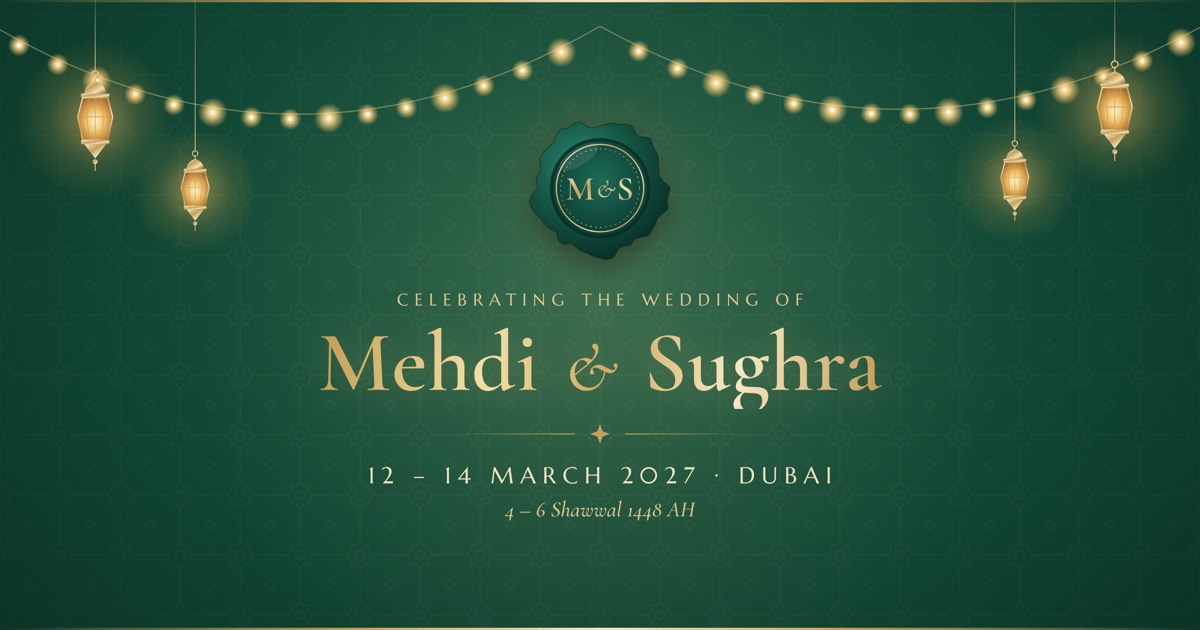 M&S
CELEBRATING THE WEDDING OF
Mehdi & Sughra
12 – 14 MARCH 2027 · DUBAI
4 – 6 Shawwal 1448 AH